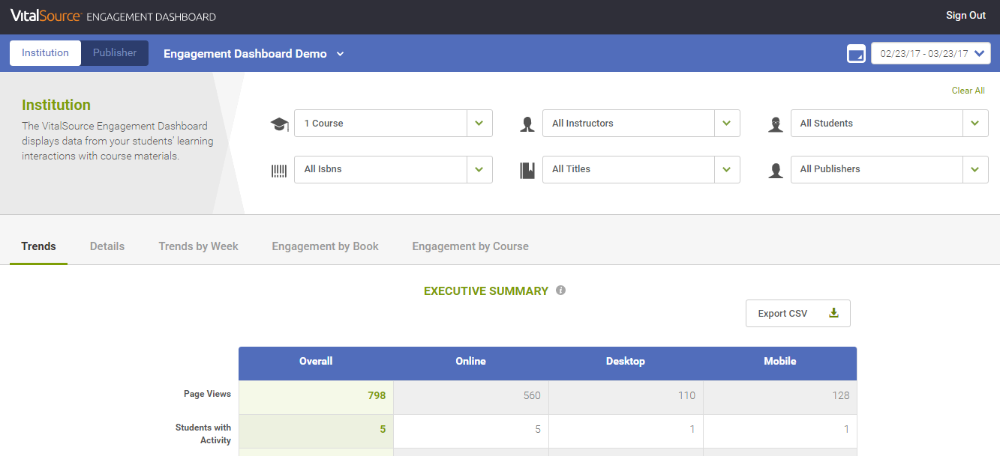 VitalSource ENGAGEMENT DASHBOARD
Sign Out
Institution
Publisher
Engagement Dashboard Demo
02/23/17 - 03/23/17
Clear All
Institution
The VitalSource Engagement Dashboard
displays data from your students' learning
interactions with course materials.
1 Course
All Instructors
All Students
All Isbns
All Titles
All Publishers
Trends
Details
Trends by Week
Engagement by Book
Engagement by Course
EXECUTIVE SUMMARY
Export CSV
Overall Online Desktop Mobile
Page Views 798 560 110 128
Students with
Activity 5 5 1 1